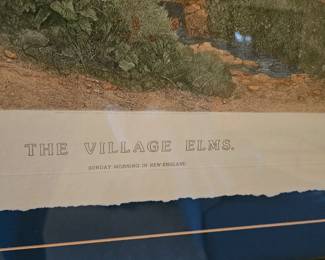 THE VILLAGE ELMS.
SUNDAY MORNING IN NEW ENGLAND.